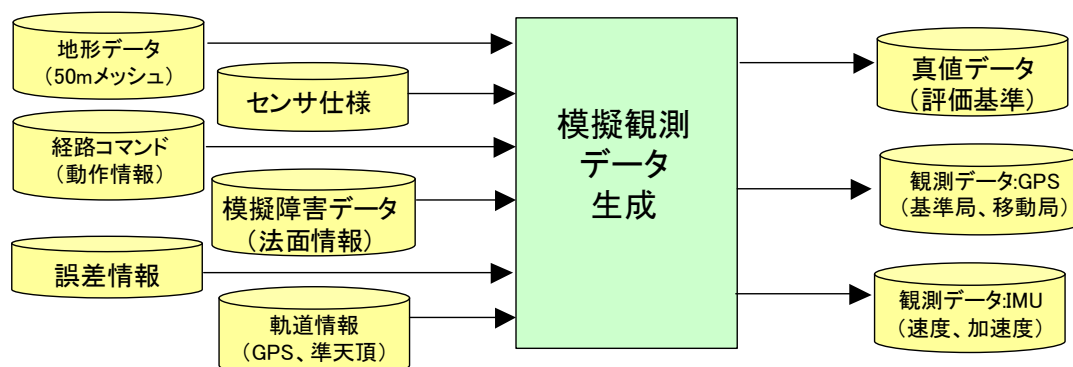 地形データ
（50mメッシュ）
センサ仕様
経路コマンド
（動作情報）
模擬障害データ
（法面情報）
誤差情報
軌道情報
（GPS、準天頂）
模擬観測
データ
生成
真値データ
（評価基準）
観測データ:GPS
（基準局、移動局）
観測データ:IMU
（速度、加速度）